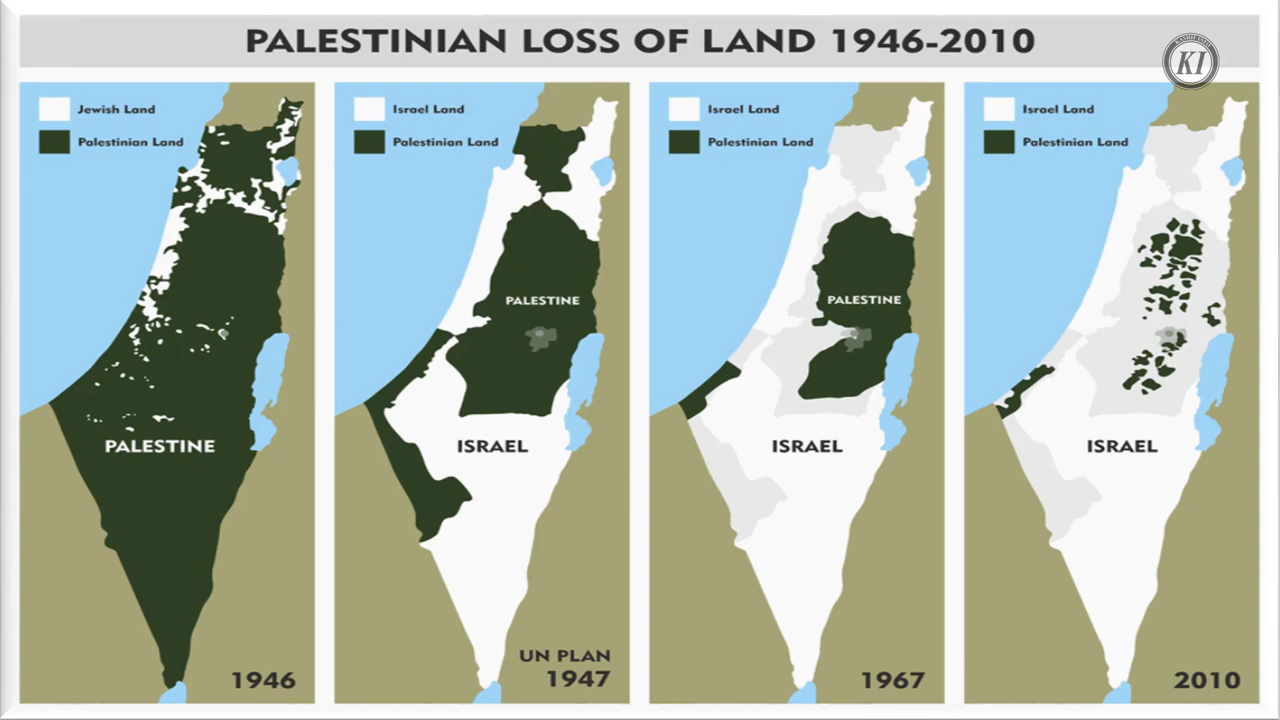 PALESTINIAN LOSS OF LAND 1946-2010
KI
Jewish Land
Palestinian Land
PALESTINE
1946
Israel Land
Palestinian Land
PALESTINE
ISRAEL
UN PLAN
1947
Israel Land
Palestinian Land
PALESTINE
ISRAEL
1967
Israel Land
Palestinian Land
ISRAEL
2010